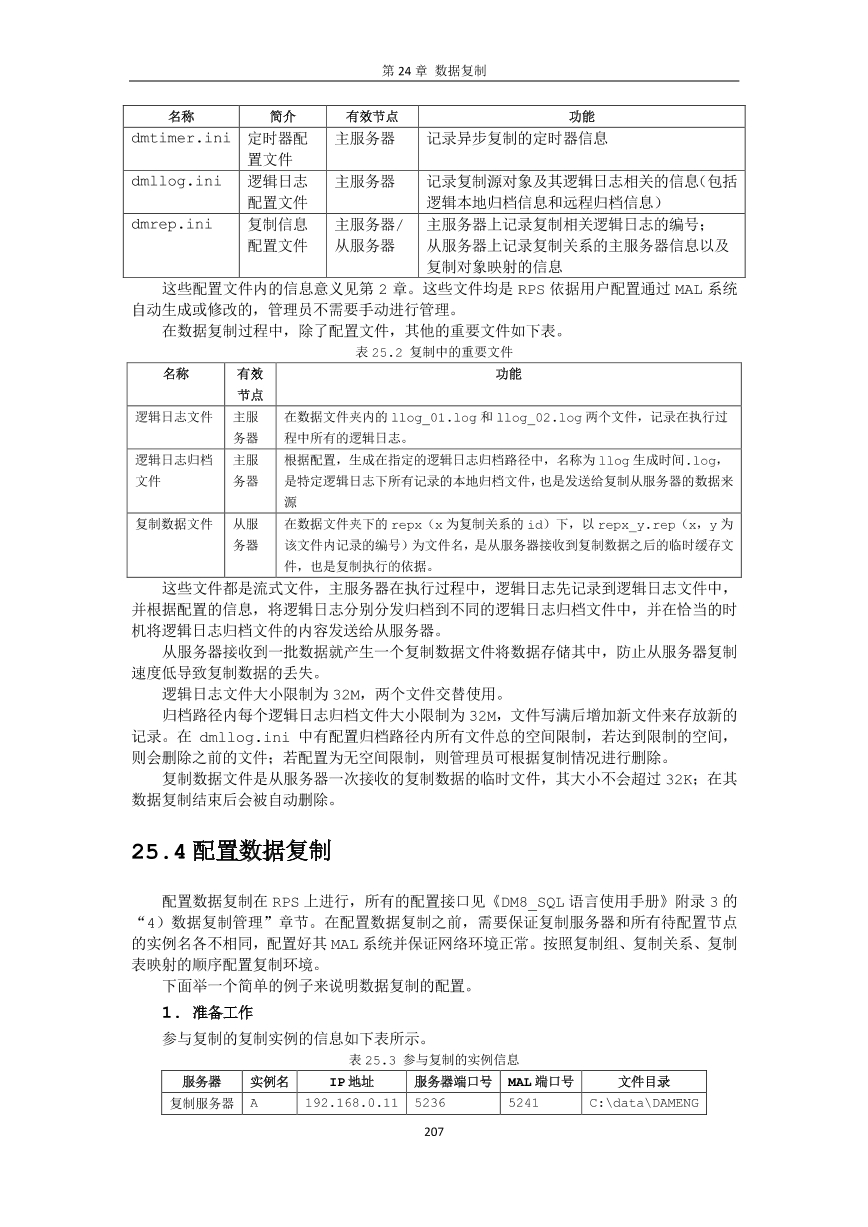 第 24 章 数据复制
名称 简介 有效节点 功能
dmtimer.ini 定时器配 主服务器 记录异步复制的定时器信息
置文件
dmllog.ini 逻辑日志 主服务器 记录复制源对象及其逻辑日志相关的信息(包括
配置文件 逻辑本地归档信息和远程归档信息)
dmrep.ini 复制信息 主服务器/ 主服务器上记录复制相关逻辑日志的编号;
配置文件 从服务器 从服务器上记录复制关系的主服务器信息以及
复制对象映射的信息
这些配置文件内的信息意义见第 2 章。这些文件均是 RPS 依据用户配置通过 MAL 系统
自动生成或修改的,管理员不需要手动进行管理。
在数据复制过程中,除了配置文件,其他的重要文件如下表。
表 25.2 复制中的重要文件
名称 有效 功能
节点
逻辑日志文件 主服 在数据文件夹内的 llog_01.log 和 llog_02.log 两个文件,记录在执行过
务器 程中所有的逻辑日志。
逻辑日志归档 主服 根据配置,生成在指定的逻辑日志归档路径中,名称为 llog 生成时间.log,
文件 务器 是特定逻辑日志下所有记录的本地归档文件,也是发送给复制从服务器的数据来
源
复制数据文件 从服 在数据文件夹下的 repx(x 为复制关系的 id)下,以 repx_y.rep(x,y 为
务器 该文件内记录的编号)为文件名,是从服务器接收到复制数据之后的临时缓存文
件,也是复制执行的依据。
这些文件都是流式文件,主服务器在执行过程中,逻辑日志先记录到逻辑日志文件中,
并根据配置的信息,将逻辑日志分别分发归档到不同的逻辑日志归档文件中,并在恰当的时
机将逻辑日志归档文件的内容发送给从服务器。
从服务器接收到一批数据就产生一个复制数据文件将数据存储其中,防止从服务器复制
速度低导致复制数据的丢失。
逻辑日志文件大小限制为 32M,两个文件交替使用。
归档路径内每个逻辑日志归档文件大小限制为 32M,文件写满后增加新文件来存放新的
记录。在 dmllog.ini 中有配置归档路径内所有文件总的空间限制,若达到限制的空间,
则会删除之前的文件;若配置为无空间限制,则管理员可根据复制情况进行删除。
复制数据文件是从服务器一次接收的复制数据的临时文件,其大小不会超过 32K;在其
数据复制结束后会被自动删除。
25.4 配置数据复制
配置数据复制在 RPS 上进行,所有的配置接口见《DM8_SQL 语言使用手册》附录 3 的
“4)数据复制管理”章节。在配置数据复制之前,需要保证复制服务器和所有待配置节点
的实例名各不相同,配置好其 MAL 系统并保证网络环境正常。按照复制组、复制关系、复制
表映射的顺序配置复制环境。
下面举一个简单的例子来说明数据复制的配置。
1. 准备工作
参与复制的复制实例的信息如下表所示。
表 25.3 参与复制的实例信息
服务器 实例名 IP 地址 服务器端口号 MAL 端口号 文件目录
复制服务器 A 192.168.0.11 5236 5241 C:\data\DAMENG
207